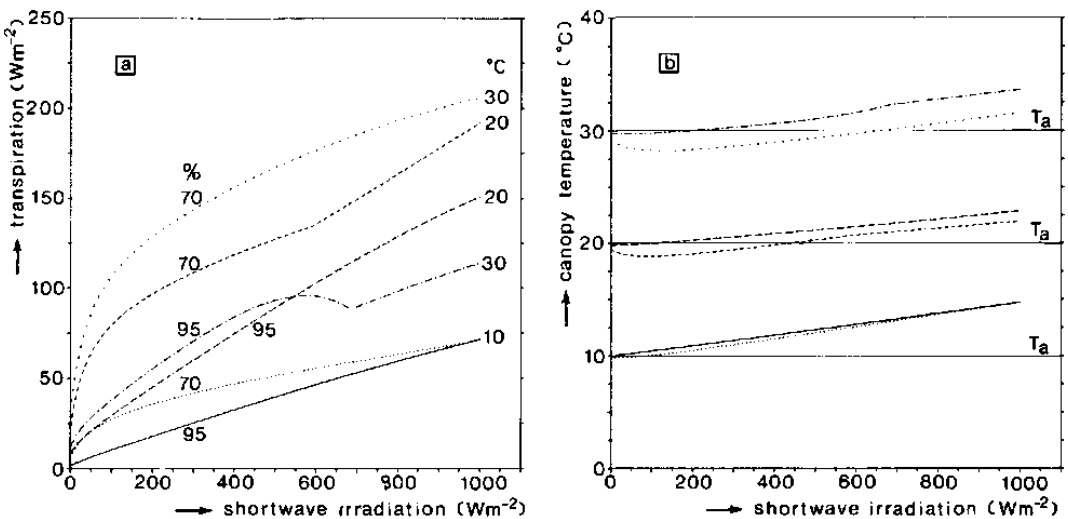 250
200
150
100
50
0
→ transpiration (Wm-2)
a
°C
30
20
20
30
10
%
70
70
95
95
70
95
0 200 400 600 800 1000
→ shortwave irradiation (Wm-2)
40
30
20
10
0
→ canopy temperature (°C)
b
Ta
Ta
Ta
0 200 400 600 800 1000
→ shortwave irradiation (Wm-2)